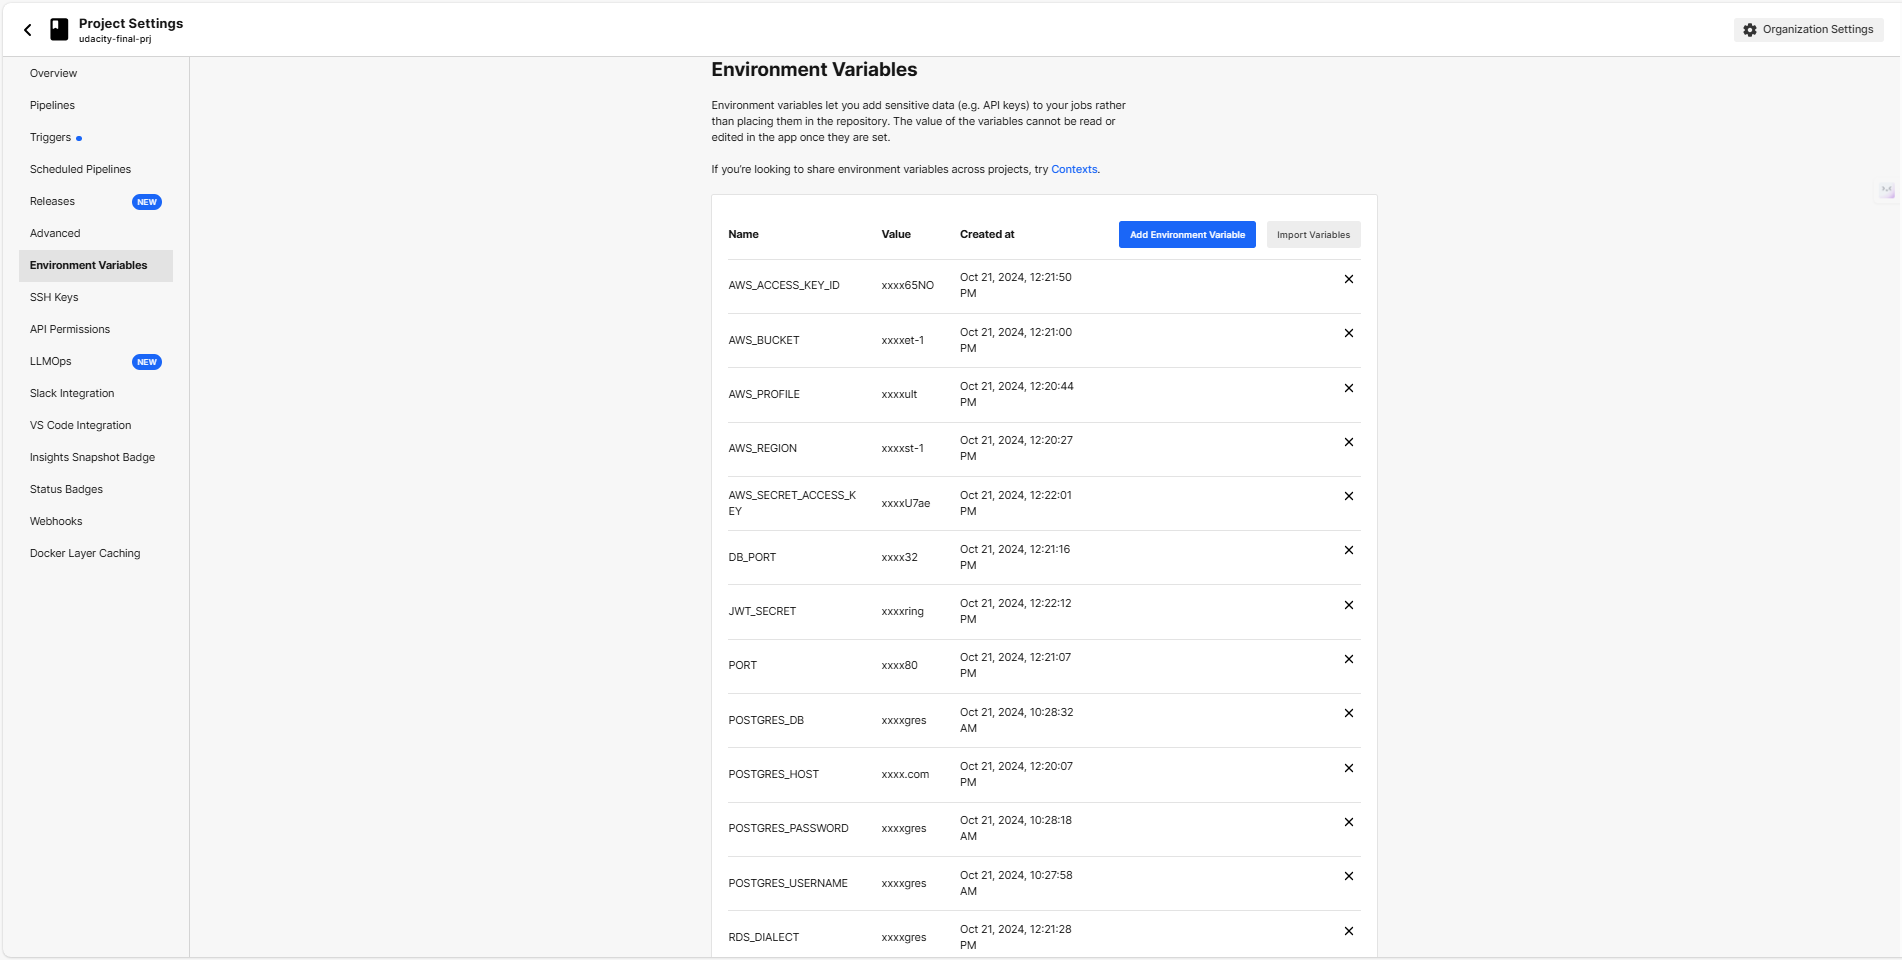 Project Settings
udacity-final-prj
Organization Settings
Overview
Pipelines
Triggers
Scheduled Pipelines
Releases NEW
Advanced
Environment Variables
SSH Keys
API Permissions
LLMOps NEW
Slack Integration
VS Code Integration
Insights Snapshot Badge
Status Badges
Webhooks
Docker Layer Caching
Environment Variables
Environment variables let you add sensitive data (e.g. API keys) to your jobs rather
than placing them in the repository. The value of the variables cannot be read or
edited in the app once they are set.
If you're looking to share environment variables across projects, try Contexts.
Name Value Created at Add Environment Variable Import Variables
AWS_ACCESS_KEY_ID xxxx65NO Oct 21, 2024, 12:21:50
PM
AWS_BUCKET xxxxet-1 Oct 21, 2024, 12:21:00
PM
AWS_PROFILE xxxxult Oct 21, 2024, 12:20:44
PM
AWS_REGION xxxxst-1 Oct 21, 2024, 12:20:27
PM
AWS_SECRET_ACCESS_K xxxxU7ae Oct 21, 2024, 12:22:01
EY PM
DB_PORT xxxx32 Oct 21, 2024, 12:21:16
PM
JWT_SECRET xxxxring Oct 21, 2024, 12:22:12
PM
PORT xxxx80 Oct 21, 2024, 12:21:07
PM
POSTGRES_DB xxxxgres Oct 21, 2024, 10:28:32
AM
POSTGRES_HOST xxxx.com Oct 21, 2024, 12:20:07
PM
POSTGRES_PASSWORD xxxxgres Oct 21, 2024, 10:28:18
AM
POSTGRES_USERNAME xxxxgres Oct 21, 2024, 10:27:58
AM
RDS_DIALECT xxxxgres Oct 21, 2024, 12:21:28
PM